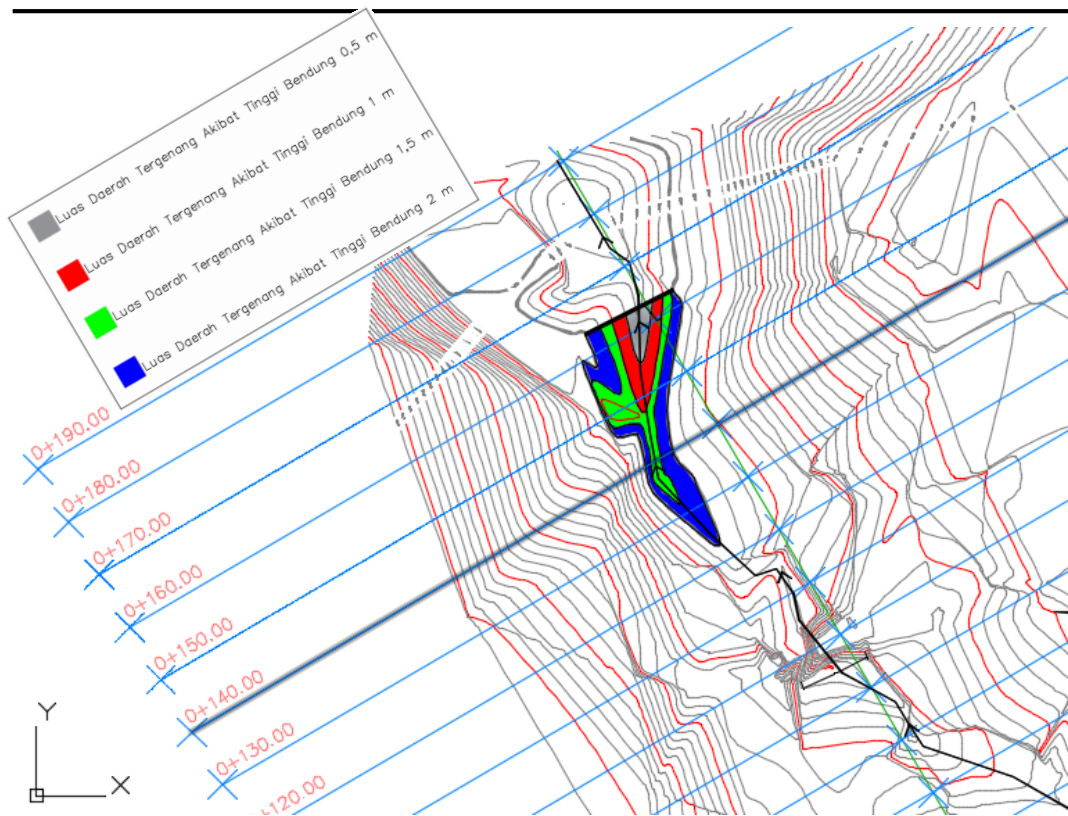 Luas Daerah Tergenang Akibat Tinggi Bendung 0,5 m
Luas Daerah Tergenang Akibat Tinggi Bendung 1 m
Luas Daerah Tergenang Akibat Tinggi Bendung 1,5 m
Luas Daerah Tergenang Akibat Tinggi Bendung 2 m
0+190.00
0+180.00
0+170.00
0+160.00
0+150.00
0+140.00
0+130.00
+120.00
Y
X